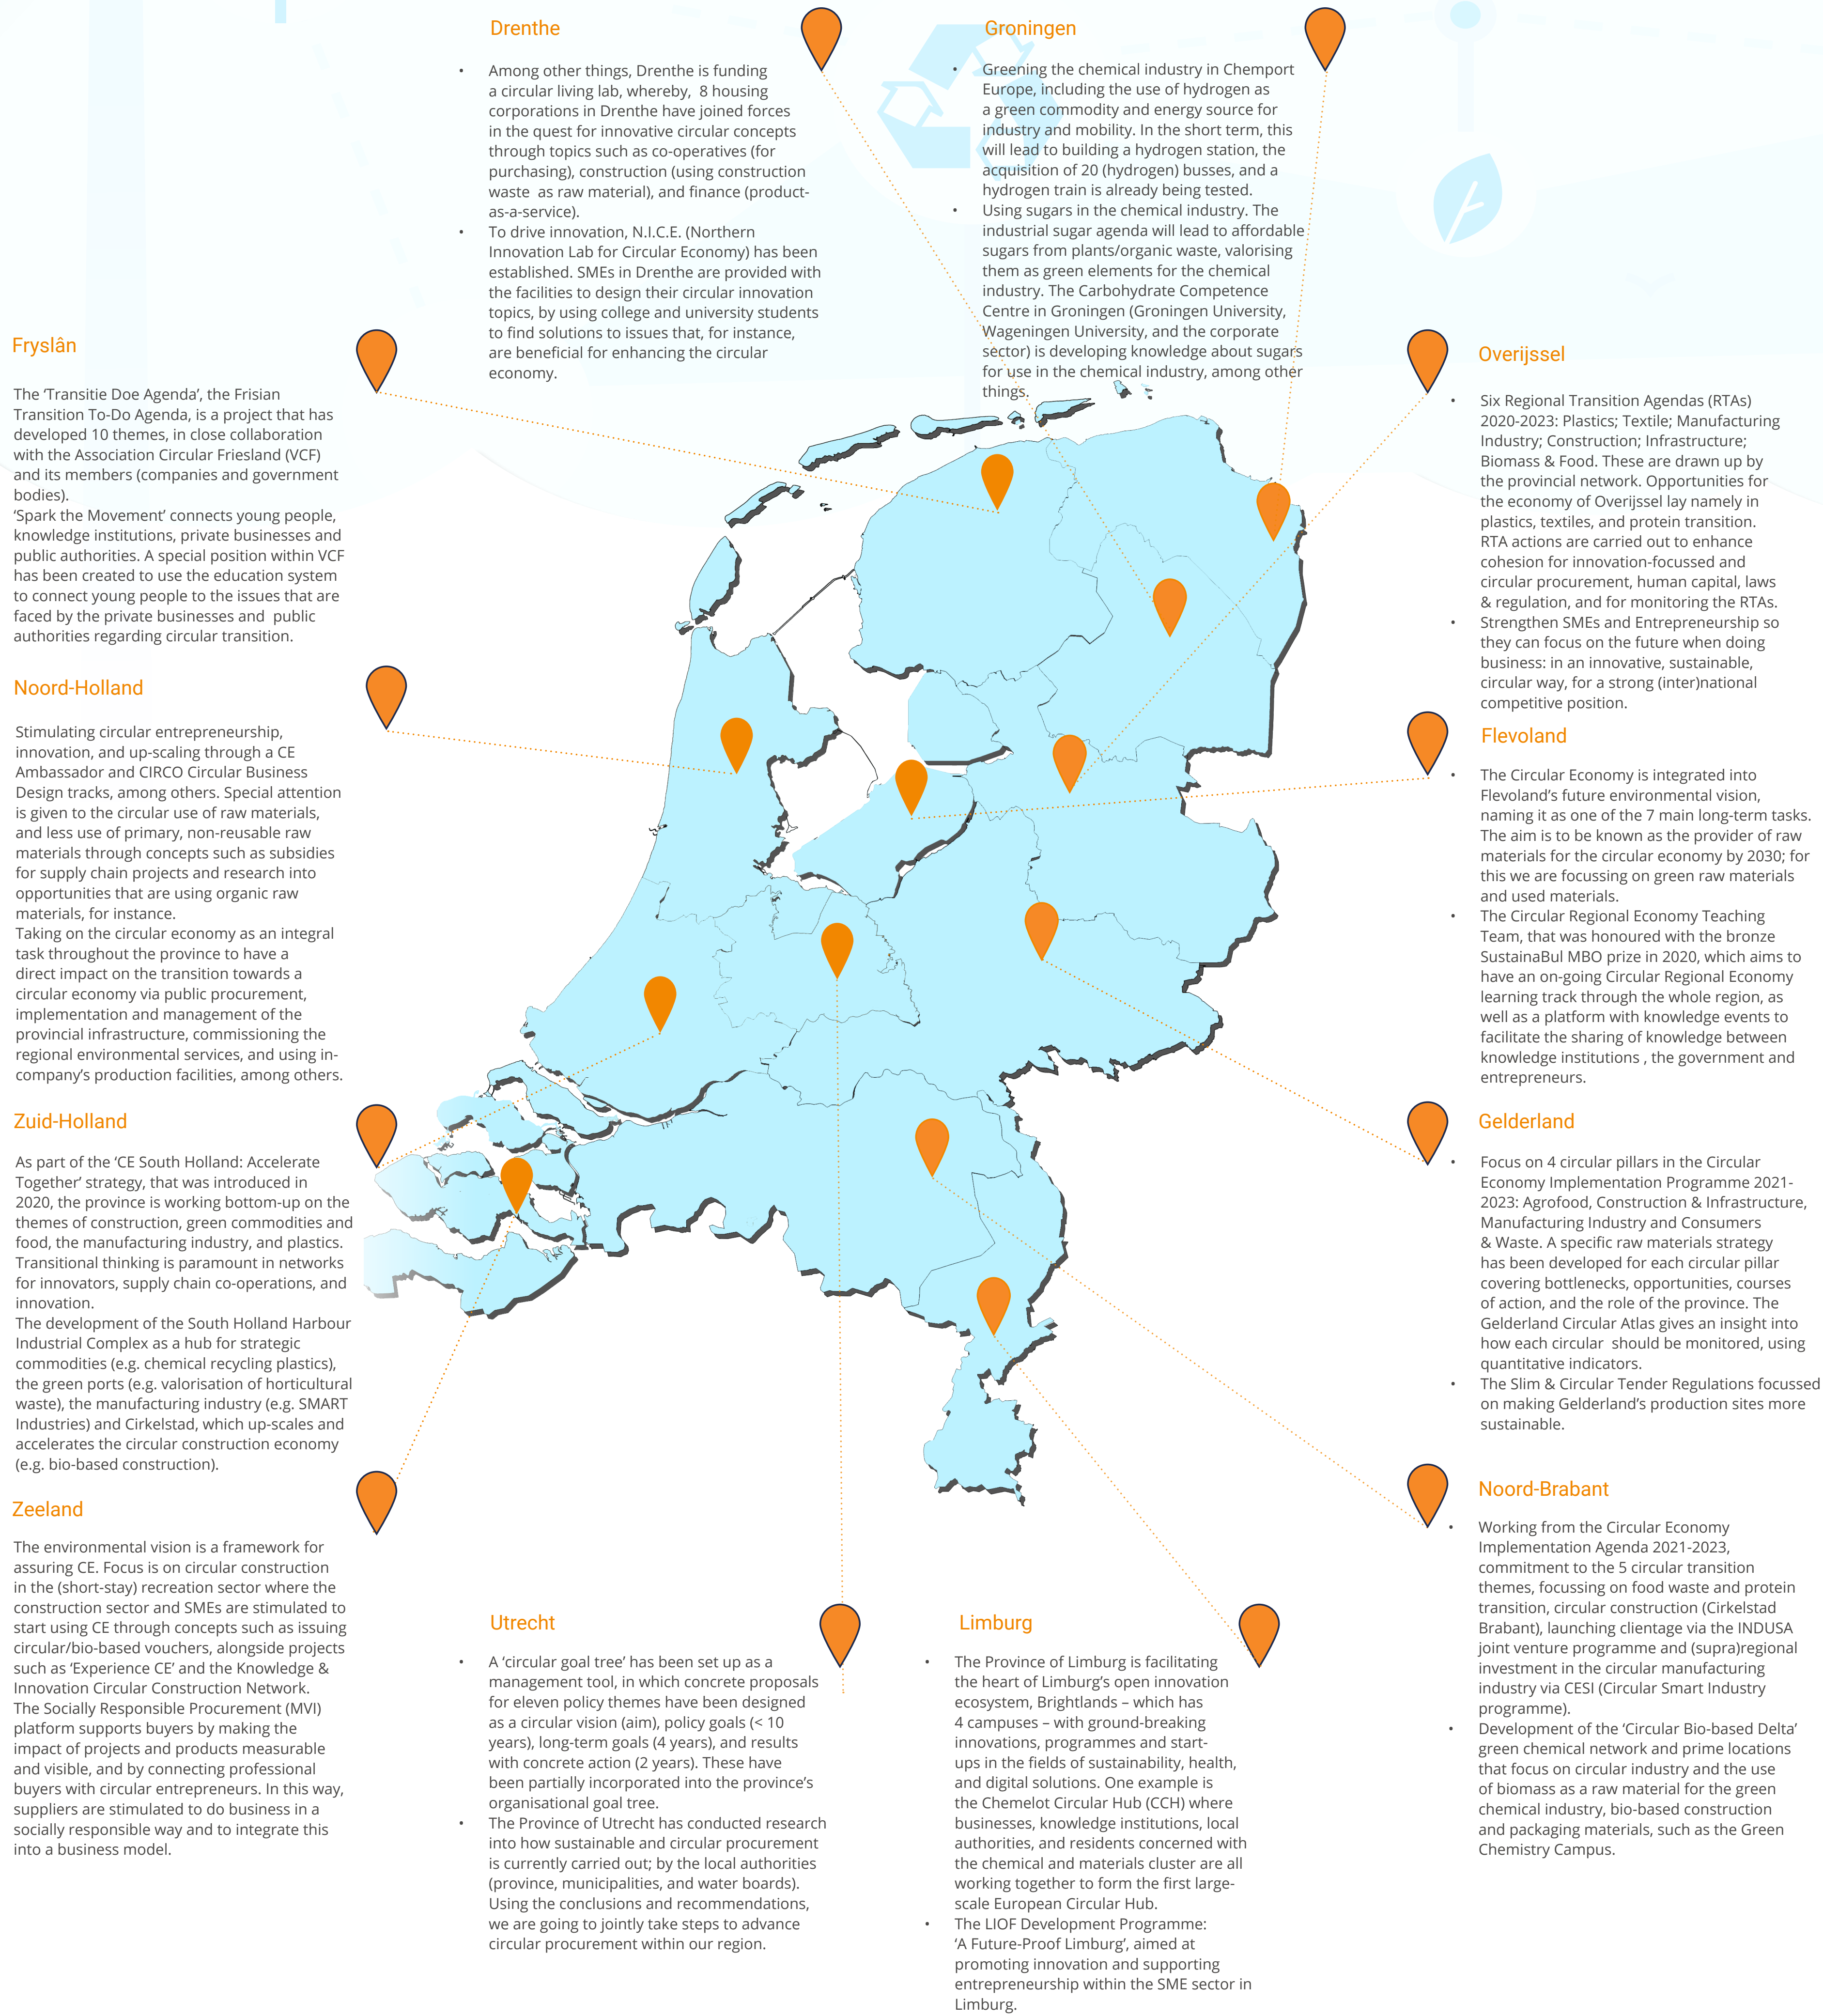 Drenthe
• Among other things, Drenthe is funding
a circular living lab, whereby, 8 housing
corporations in Drenthe have joined forces
in the quest for innovative circular concepts
through topics such as co-operatives (for
purchasing), construction (using construction
waste as raw material), and finance (product-
as-a-service).
• To drive innovation, N.I.C.E. (Northern
Innovation Lab for Circular Economy) has been
established. SMEs in Drenthe are provided with
the facilities to design their circular innovation
topics, by using college and university students
to find solutions to issues that, for instance,
are beneficial for enhancing the circular
economy.
Groningen
• Greening the chemical industry in Chemport
Europe, including the use of hydrogen as
a green commodity and energy source for
industry and mobility. In the short term, this
will lead to building a hydrogen station, the
acquisition of 20 (hydrogen) busses, and a
hydrogen train is already being tested.
• Using sugars in the chemical industry. The
industrial sugar agenda will lead to affordable
sugars from plants/organic waste, valorising
them as green elements for the chemical
industry. The Carbohydrate Competence
Centre in Groningen (Groningen University,
Wageningen University, and the corporate
sector) is developing knowledge about sugars
for use in the chemical industry, among other
things.
Fryslân
The ‘Transitie Doe Agenda’, the Frisian
Transition To-Do Agenda, is a project that has
developed 10 themes, in close collaboration
with the Association Circular Friesland (VCF)
and its members (companies and government
bodies).
‘Spark the Movement’ connects young people,
knowledge institutions, private businesses and
public authorities. A special position within VCF
has been created to use the education system
to connect young people to the issues that are
faced by the private businesses and public
authorities regarding circular transition.
Noord-Holland
Stimulating circular entrepreneurship,
innovation, and up-scaling through a CE
Ambassador and CIRCO Circular Business
Design tracks, among others. Special attention
is given to the circular use of raw materials,
and less use of primary, non-reusable raw
materials through concepts such as subsidies
for supply chain projects and research into
opportunities that are using organic raw
materials, for instance.
Taking on the circular economy as an integral
task throughout the province to have a
direct impact on the transition towards a
circular economy via public procurement,
implementation and management of the
provincial infrastructure, commissioning the
regional environmental services, and using in-
company’s production facilities, among others.
Zuid-Holland
As part of the ‘CE South Holland: Accelerate
Together’ strategy, that was introduced in
2020, the province is working bottom-up on the
themes of construction, green commodities and
food, the manufacturing industry, and plastics.
Transitional thinking is paramount in networks
for innovators, supply chain co-operations, and
innovation.
The development of the South Holland Harbour
Industrial Complex as a hub for strategic
commodities (e.g. chemical recycling plastics),
the green ports (e.g. valorisation of horticultural
waste), the manufacturing industry (e.g. SMART
Industries) and Cirkelstad, which up-scales and
accelerates the circular construction economy
(e.g. bio-based construction).
Zeeland
The environmental vision is a framework for
assuring CE. Focus is on circular construction
in the (short-stay) recreation sector where the
construction sector and SMEs are stimulated to
start using CE through concepts such as issuing
circular/bio-based vouchers, alongside projects
such as ‘Experience CE’ and the Knowledge &
Innovation Circular Construction Network.
The Socially Responsible Procurement (MVI)
platform supports buyers by making the
impact of projects and products measurable
and visible, and by connecting professional
buyers with circular entrepreneurs. In this way,
suppliers are stimulated to do business in a
socially responsible way and to integrate this
into a business model.
Overijssel
• Six Regional Transition Agendas (RTAs)
2020-2023: Plastics; Textile; Manufacturing
Industry; Construction; Infrastructure;
Biomass & Food. These are drawn up by
the provincial network. Opportunities for
the economy of Overijssel lay namely in
plastics, textiles, and protein transition.
RTA actions are carried out to enhance
cohesion for innovation-focussed and
circular procurement, human capital, laws
& regulation, and for monitoring the RTAs.
• Strengthen SMEs and Entrepreneurship so
they can focus on the future when doing
business: in an innovative, sustainable,
circular way, for a strong (inter)national
competitive position.
Flevoland
• The Circular Economy is integrated into
Flevoland’s future environmental vision,
naming it as one of the 7 main long-term tasks.
The aim is to be known as the provider of raw
materials for the circular economy by 2030; for
this we are focussing on green raw materials
and used materials.
• The Circular Regional Economy Teaching
Team, that was honoured with the bronze
SustainaBul MBO prize in 2020, which aims to
have an on-going Circular Regional Economy
learning track through the whole region, as
well as a platform with knowledge events to
facilitate the sharing of knowledge between
knowledge institutions , the government and
entrepreneurs.
Gelderland
• Focus on 4 circular pillars in the Circular
Economy Implementation Programme 2021-
2023: Agrofood, Construction & Infrastructure,
Manufacturing Industry and Consumers
& Waste. A specific raw materials strategy
has been developed for each circular pillar
covering bottlenecks, opportunities, courses
of action, and the role of the province. The
Gelderland Circular Atlas gives an insight into
how each circular should be monitored, using
quantitative indicators.
• The Slim & Circular Tender Regulations focussed
on making Gelderland’s production sites more
sustainable.
Noord-Brabant
• Working from the Circular Economy
Implementation Agenda 2021-2023,
commitment to the 5 circular transition
themes, focussing on food waste and protein
transition, circular construction (Cirkelstad
Brabant), launching clientage via the INDUSA
joint venture programme and (supra)regional
investment in the circular manufacturing
industry via CESI (Circular Smart Industry
programme).
• Development of the ‘Circular Bio-based Delta’
green chemical network and prime locations
that focus on circular industry and the use
of biomass as a raw material for the green
chemical industry, bio-based construction
and packaging materials, such as the Green
Chemistry Campus.
Utrecht
• A ‘circular goal tree’ has been set up as a
management tool, in which concrete proposals
for eleven policy themes have been designed
as a circular vision (aim), policy goals (< 10
years), long-term goals (4 years), and results
with concrete action (2 years). These have
been partially incorporated into the province’s
organisational goal tree.
• The Province of Utrecht has conducted research
into how sustainable and circular procurement
is currently carried out; by the local authorities
(province, municipalities, and water boards).
Using the conclusions and recommendations,
we are going to jointly take steps to advance
circular procurement within our region.
Limburg
• The Province of Limburg is facilitating
the heart of Limburg’s open innovation
ecosystem, Brightlands – which has
4 campuses – with ground-breaking
innovations, programmes and start-
ups in the fields of sustainability, health,
and digital solutions. One example is
the Chemelot Circular Hub (CCH) where
businesses, knowledge institutions, local
authorities, and residents concerned with
the chemical and materials cluster are all
working together to form the first large-
scale European Circular Hub.
• The LIOF Development Programme:
‘A Future-Proof Limburg’, aimed at
promoting innovation and supporting
entrepreneurship within the SME sector in
Limburg.